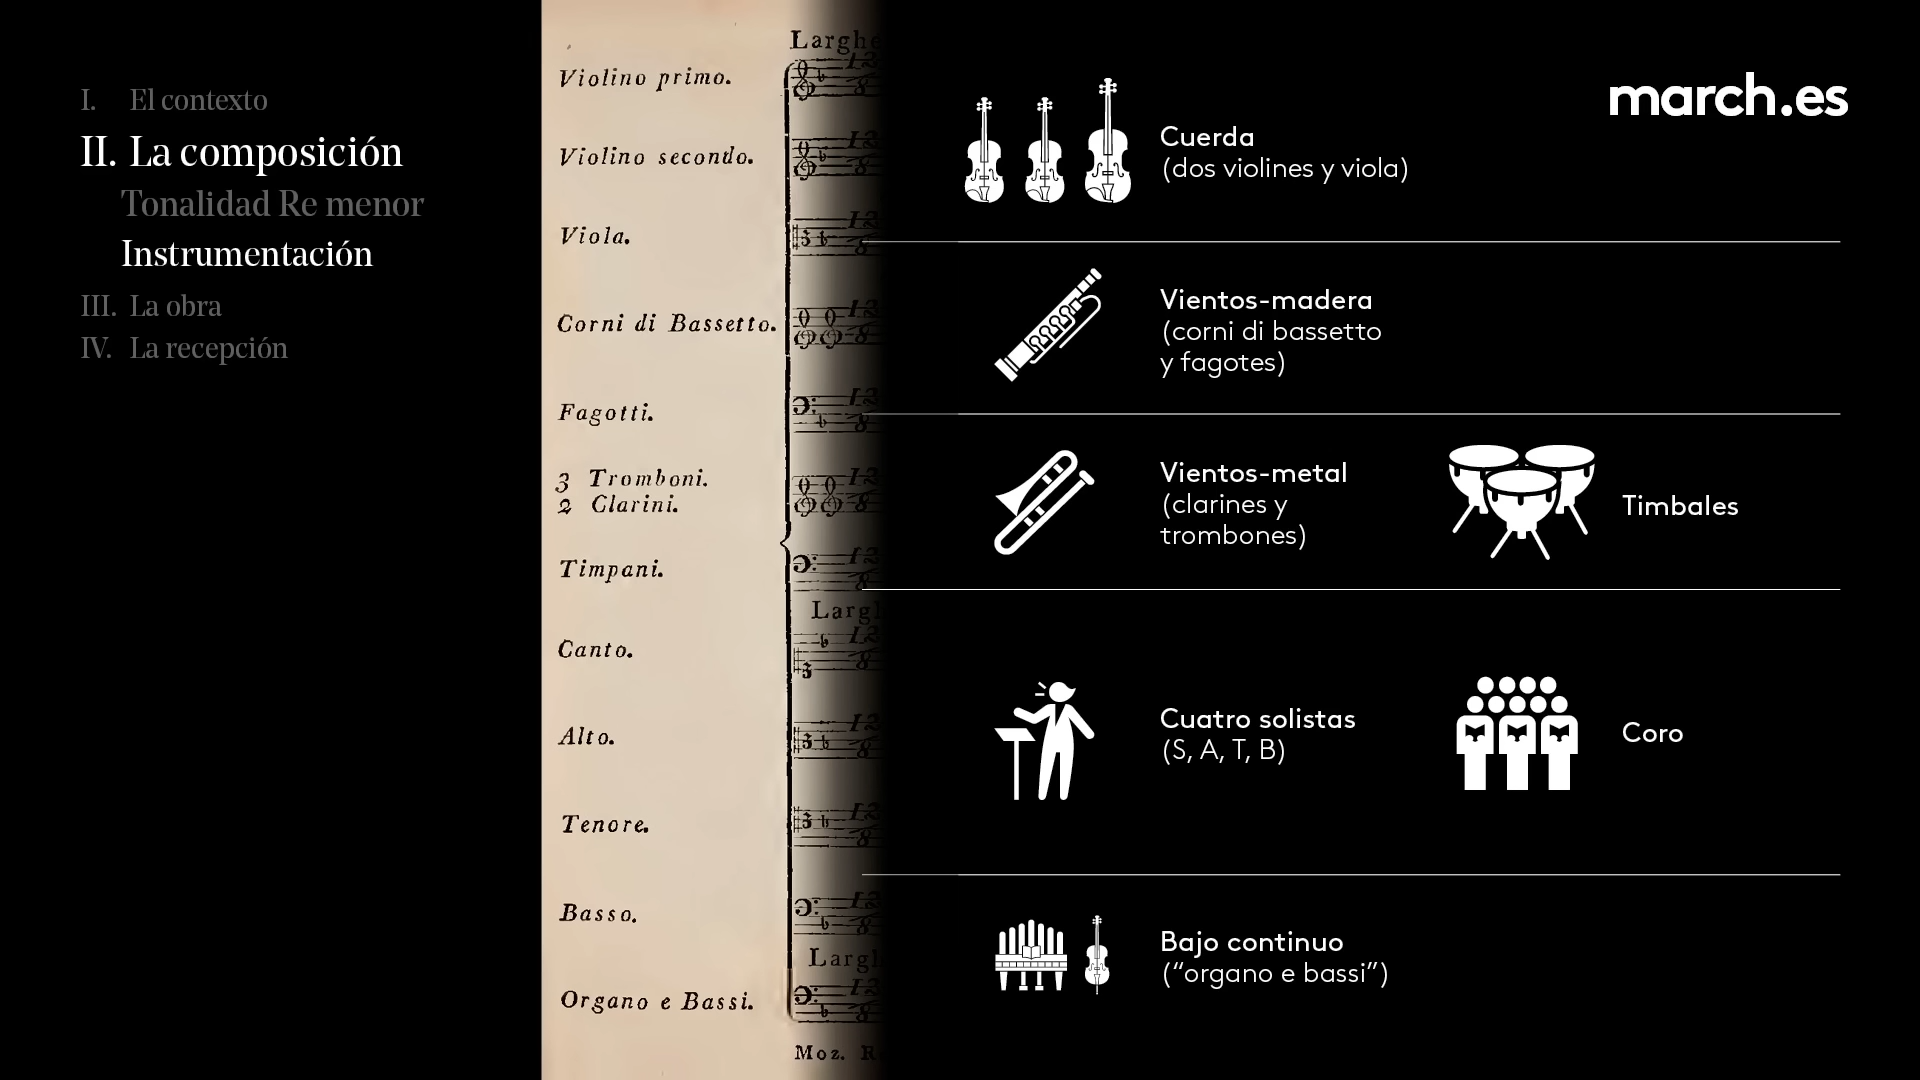 I. El contexto
II. La composición
Tonalidad Re menor
Instrumentación
III. La obra
IV. La recepción
Violino primo.
Violino secondo.
Viola.
Corni di Bassetto.
Fagotti.
3 Tromboni.
2 Clarini.
Timpani.
Canto.
Alto.
Tenore.
Basso.
Organo e Bassi.
Moz.
march.es
Cuerda
(dos violines y viola)
Vientos-madera
(corni di bassetto
y fagotes)
Vientos-metal
(clarines y
trombones)
Timbales
Cuatro solistas
(S, A, T, B)
Coro
Bajo continuo
(“organo e bassi”)